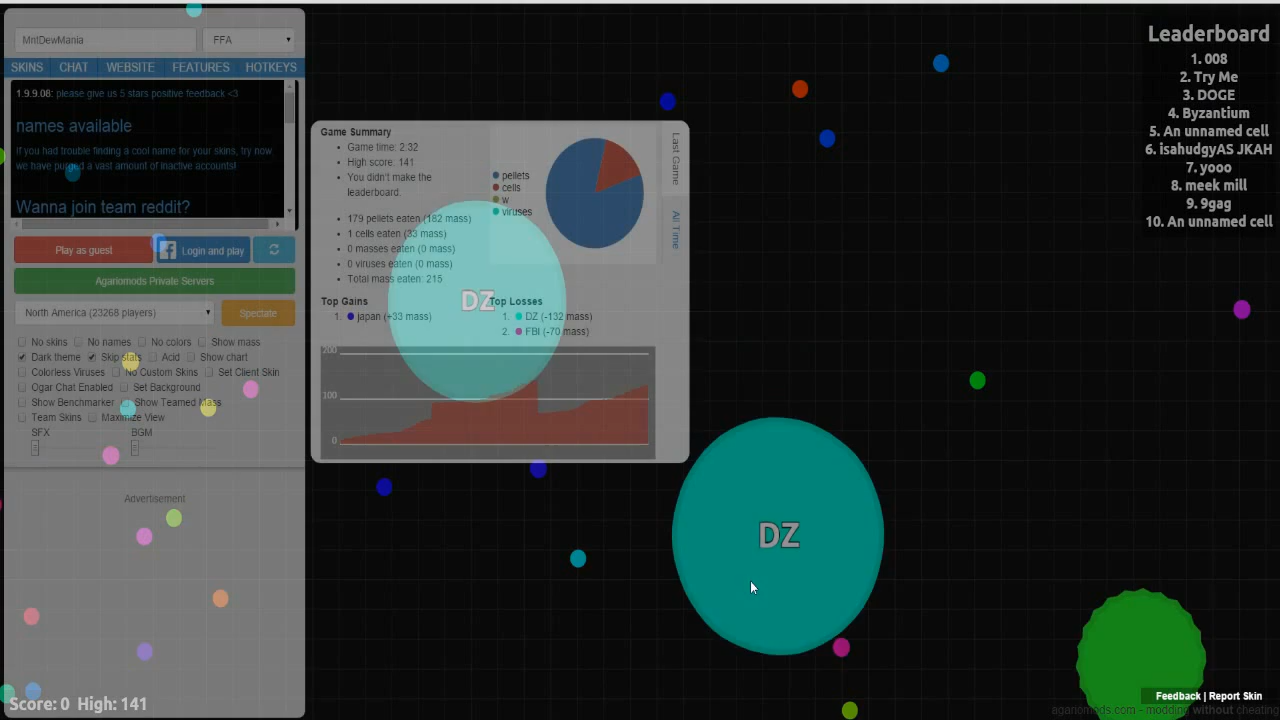 MntDewMania
FFA
SKINS CHAT WEBSITE FEATURES HOTKEYS
1.9.9.08: please give us 5 stars positive feedback <3
names available
If you had trouble finding a cool name for your skins, try now
we have purged a vast amount of inactive accounts!
Wanna join team reddit?
Play as guest
Login and play
Agariomods Private Servers
North America (23268 players)
Spectate
No skins No names No colors Show mass
Dark theme Skip stats Acid Show chart
Colorless Viruses No Custom Skins Set Client Skin
Ogar Chat Enabled Set Background
Show Benchmarker Show Teamed Mass
Team Skins Maximize View
SFX BGM
Advertisement
Score: 0 High: 141
Game Summary
Game time: 2:32
High score: 141
You didn't make the
leaderboard.
179 pellets eaten (182 mass)
1 cells eaten (33 mass)
0 masses eaten (0 mass)
0 viruses eaten (0 mass)
Total mass eaten: 215
pellets
cells
w
viruses
Last Game
All Time
Top Gains
1. japan (+33 mass)
Top Losses
1. DZ (-132 mass)
2. FBI (-70 mass)
200
100
0
DZ
DZ
Leaderboard
1. 008
2. Try Me
3. DOGE
4. Byzantium
5. An unnamed cell
6. isahudgyAS JKAH
7. yooo
8. meek mill
9. 9gag
10. An unnamed cell
Feedback | Report Skin
agariomods.com - modding without cheating